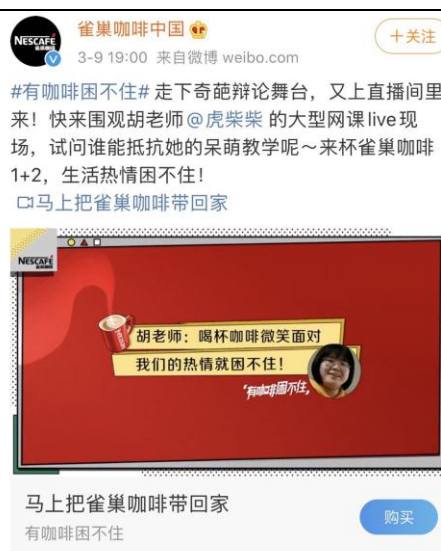 NESCAFÉ
雀巢咖啡中国
+关注
3-9 19:00 来自微博 weibo.com
#有咖啡困不住# 走下奇葩辩论舞台，又上直播间里
来！快来围观胡老师@虎柴柴 的大型网课live现
场，试问谁能抵抗她的呆萌教学呢～来杯雀巢咖啡
1+2，生活热情困不住！
马上把雀巢咖啡带回家
NESCAFÉ
胡老师：喝杯咖啡微笑面对
我们的热情就困不住！
有咖啡困不住
马上把雀巢咖啡带回家
有咖啡困不住
购买